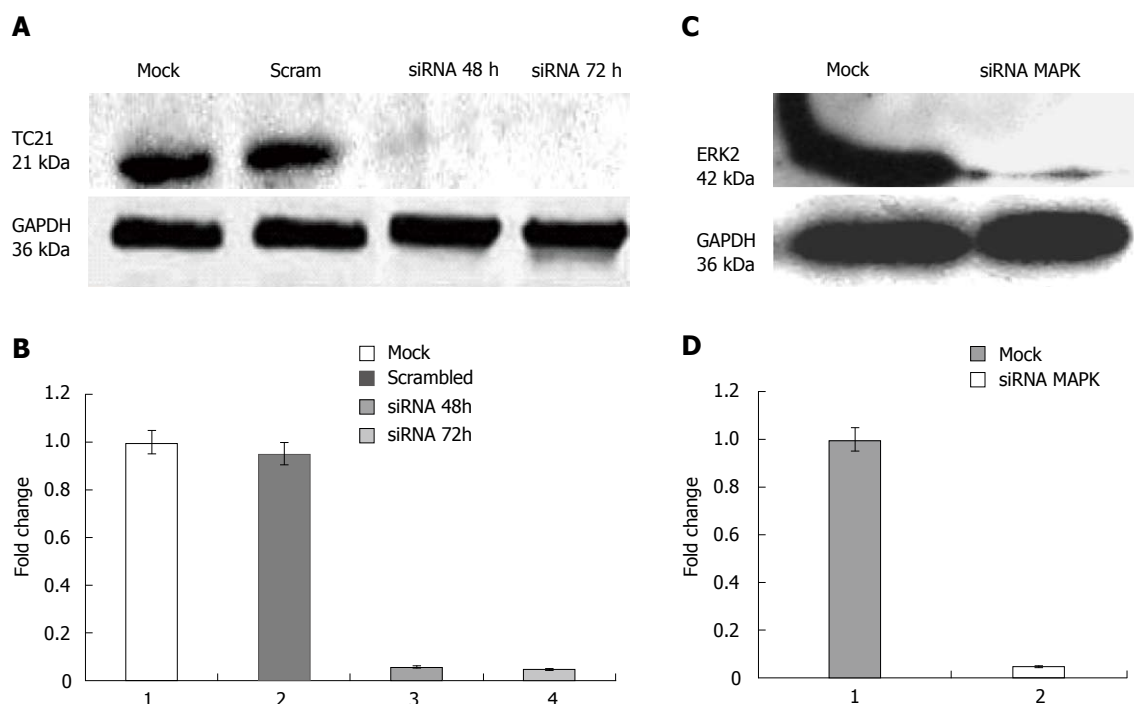 A
Mock Scram siRNA 48 h siRNA 72 h
TC21
21 kDa
GAPDH
36 kDa
C
Mock siRNA MAPK
ERK2
42 kDa
GAPDH
36 kDa
B
Mock
Scrambled
siRNA 48h
siRNA 72h
Fold change
1.2
1.0
0.8
0.6
0.4
0.2
0
1 2 3 4
D
Mock
siRNA MAPK
Fold change
1.2
1.0
0.8
0.6
0.4
0.2
0
1 2